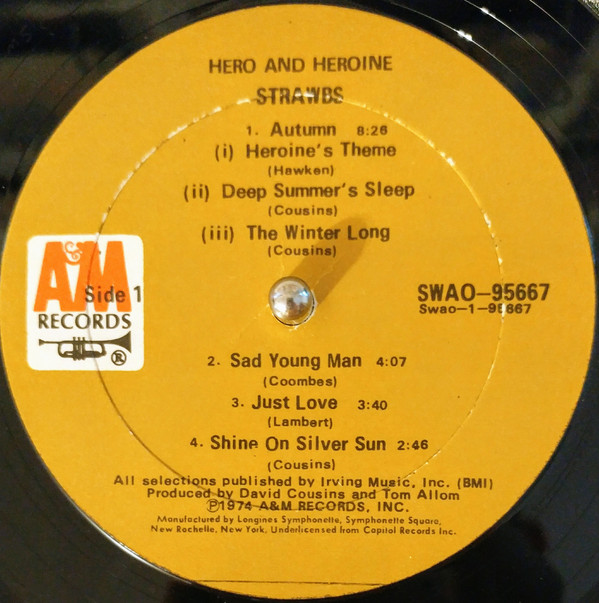 HERO AND HEROINE
STRAWBS
1. Autumn 8:26
(i) Heroine's Theme
(Hawken)
(ii) Deep Summer's Sleep
(Cousins)
(iii) The Winter Long
(Cousins)
A&M
Side 1
RECORDS
®
SWAO-95667
Swao-1-95667
2. Sad Young Man 4:07
(Coombes)
3. Just Love 3:40
(Lambert)
4. Shine On Silver Sun 2:46
(Cousins)
All selections published by Irving Music, Inc. (BMI)
Produced by David Cousins and Tom Allom
Ⓟ1974 A&M RECORDS, INC.
Manufactured by Longines Symphonette, Symphonette Square,
New Rochelle, New York, Underlicensed from Capitol Records Inc.